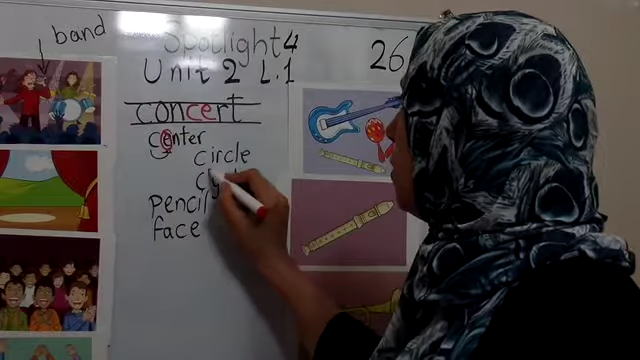 band
Spotlight 4
Unit 2 L.1
26
concert
center
circle
pencil
face